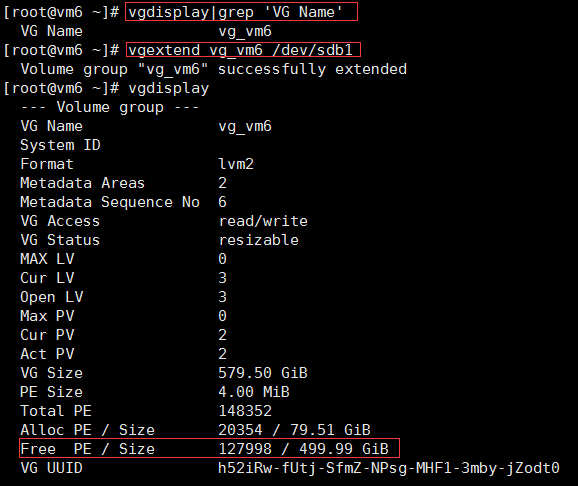 [root@vm6 ~]# vgdisplay|grep 'VG Name'
  VG Name               vg_vm6
[root@vm6 ~]# vgextend vg_vm6 /dev/sdb1
  Volume group "vg_vm6" successfully extended
[root@vm6 ~]# vgdisplay
  --- Volume group ---
  VG Name               vg_vm6
  System ID
  Format                lvm2
  Metadata Areas        2
  Metadata Sequence No  6
  VG Access             read/write
  VG Status             resizable
  MAX LV                0
  Cur LV                3
  Open LV               3
  Max PV                0
  Cur PV                2
  Act PV                2
  VG Size               579.50 GiB
  PE Size               4.00 MiB
  Total PE              148352
  Alloc PE / Size       20354 / 79.51 GiB
  Free  PE / Size       127998 / 499.99 GiB
  VG UUID               h52iRw-fUtj-SfmZ-NPsg-MHF1-3mby-jZodt0